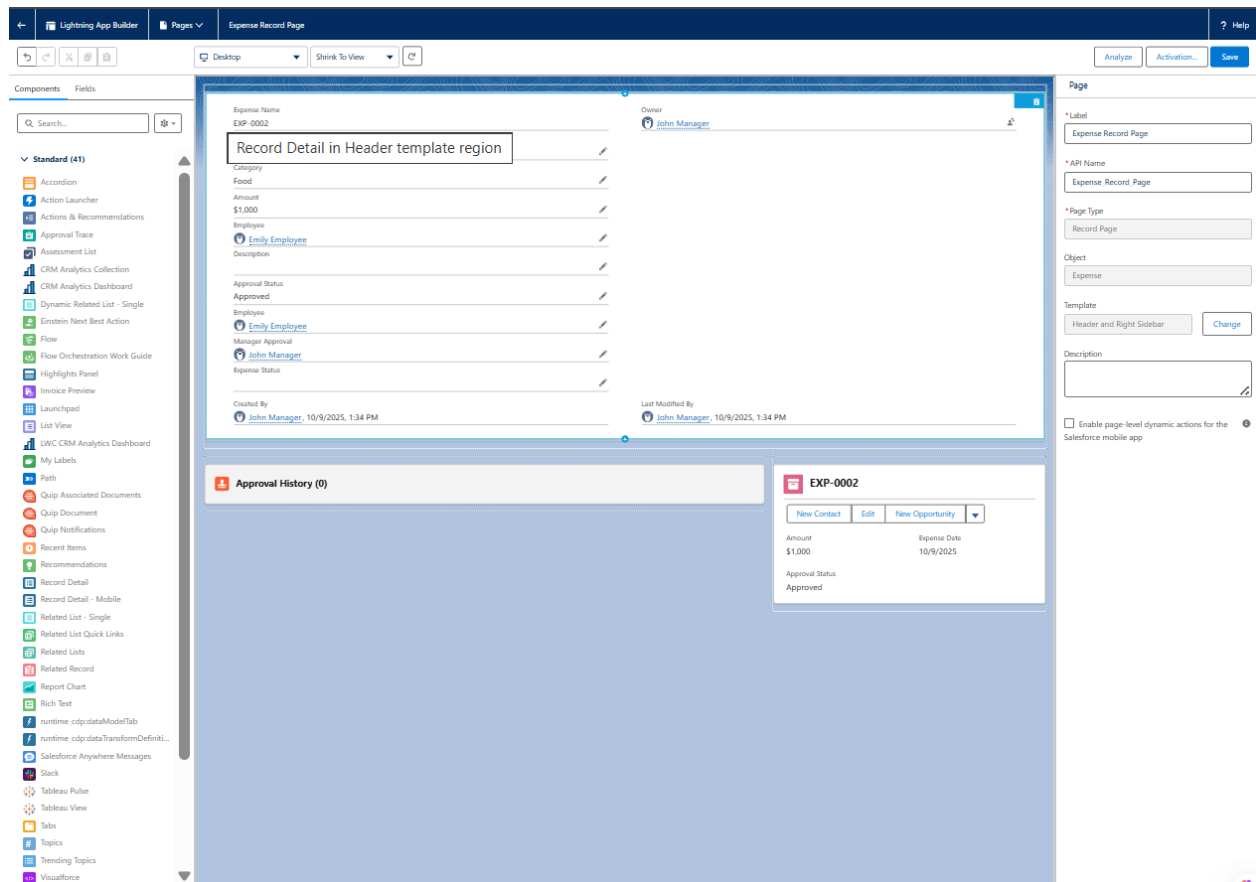 Lightning App Builder
Pages
Expense Record Page
? Help
Desktop
Shrink To View
Analyze
Activation...
Save
Components
Fields
Search...
Standard (41)
Accordion
Action Launcher
Actions & Recommendations
Approval Trace
Assessment List
CRM Analytics Collection
CRM Analytics Dashboard
Dynamic Related List - Single
Einstein Next Best Action
Flow
Flow Orchestration Work Guide
Highlights Panel
Invoice Preview
Launchpad
List View
LWC CRM Analytics Dashboard
My Labels
Path
Quip Associated Documents
Quip Document
Quip Notifications
Recent Items
Recommendations
Record Detail
Record Detail - Mobile
Related List - Single
Related List Quick Links
Related Lists
Related Record
Report Chart
Rich Text
runtime_cdp:dataModelTab
runtime_cdp:dataTransformDefiniti...
Salesforce Anywhere Messages
Slack
Tableau Pulse
Tableau View
Tabs
Topics
Trending Topics
Visualforce
Expense Name
EXP-0002
Owner
John Manager
Record Detail in Header template region
Category
Food
Amount
$1,000
Employee
Emily Employee
Description
Approval Status
Approved
Employee
Emily Employee
Manager Approval
John Manager
Expense Status
Created By
John Manager, 10/9/2025, 1:34 PM
Last Modified By
John Manager, 10/9/2025, 1:34 PM
Approval History (0)
EXP-0002
New Contact
Edit
New Opportunity
Amount
$1,000
Expense Date
10/9/2025
Approval Status
Approved
Page
*Label
Expense Record Page
*API Name
Expense_Record_Page
*Page Type
Record Page
Object
Expense
Template
Header and Right Sidebar
Change
Description
Enable page-level dynamic actions for the
Salesforce mobile app